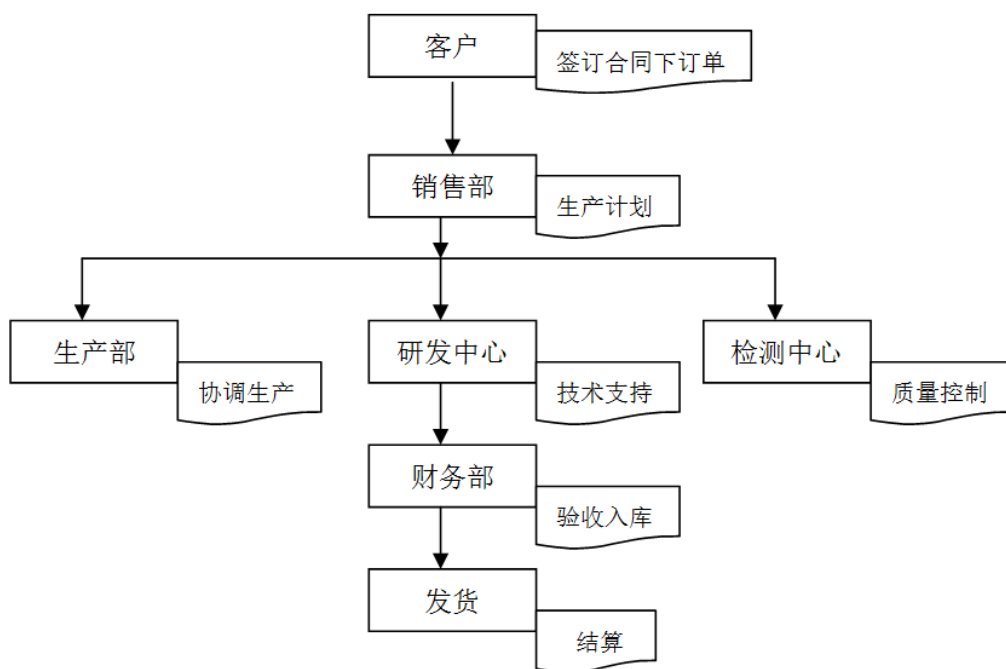 客户
签订合同下订单
销售部
生产计划
生产部
协调生产
研发中心
技术支持
检测中心
质量控制
财务部
验收入库
发货
结算